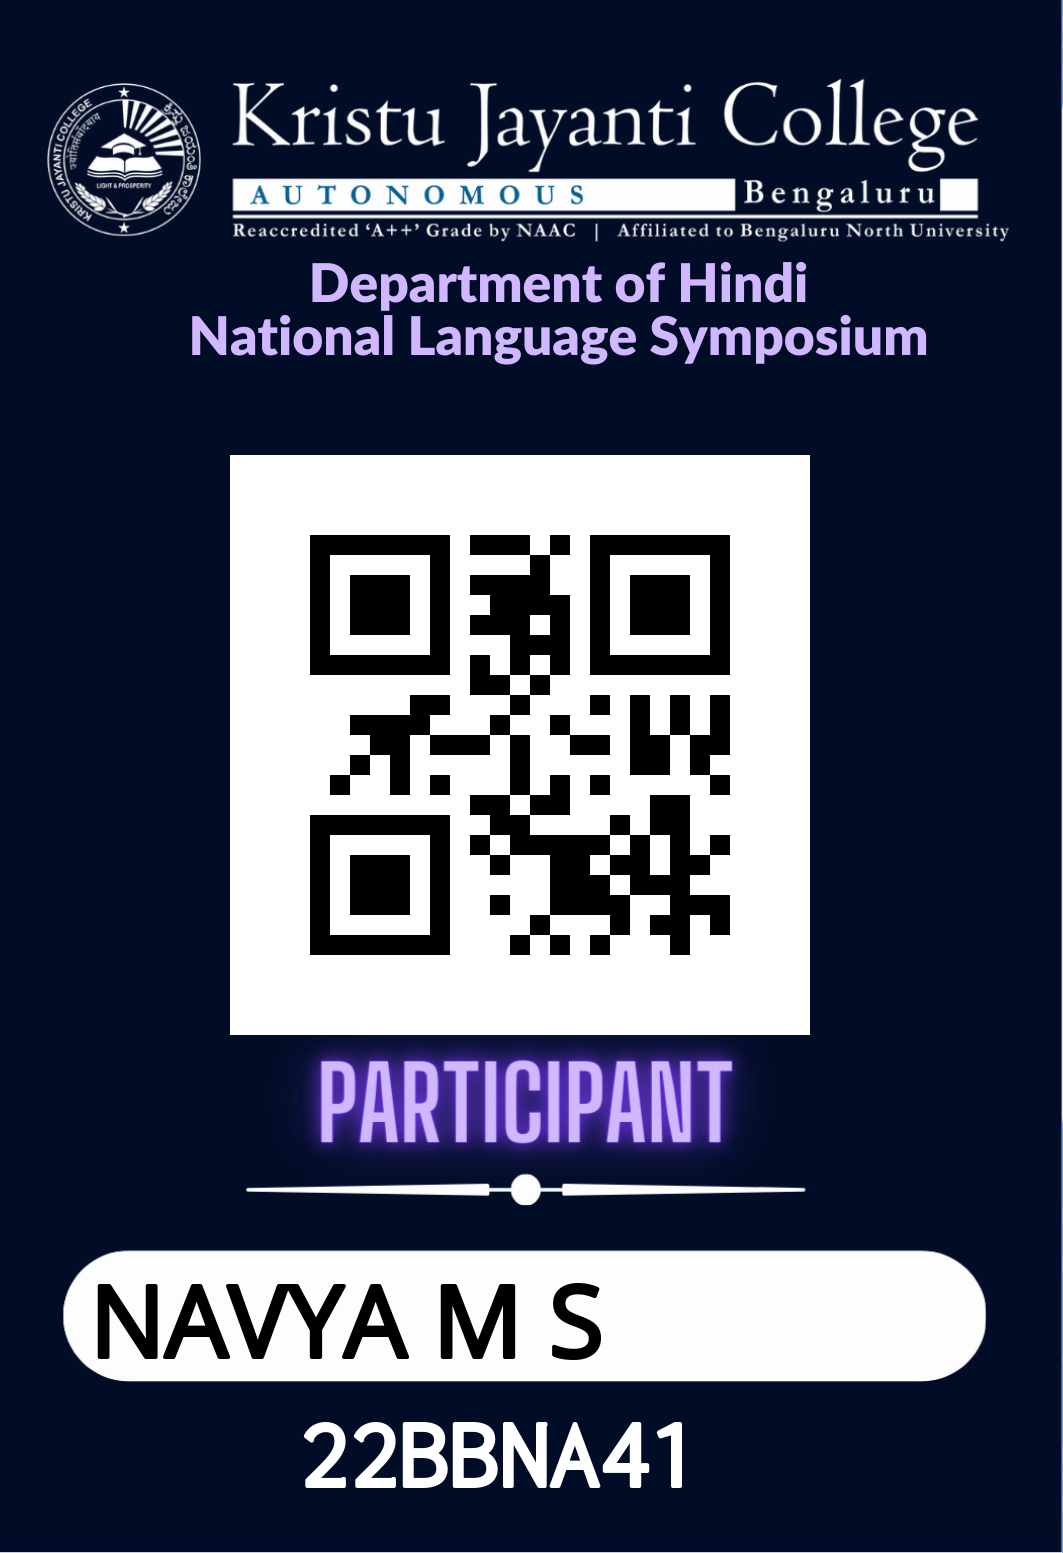 Kristu Jayanti College
AUTONOMOUS Bengaluru
Reaccredited ‘A++’ Grade by NAAC | Affiliated to Bengaluru North University
KRISTU JAYANTI COLLEGE
LIGHT & PROSPERITY
Department of Hindi
National Language Symposium
PARTICIPANT
NAVYA M S
22BBNA41